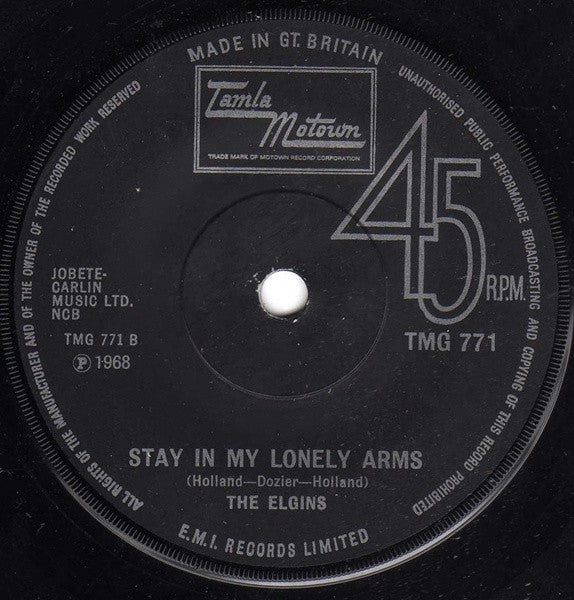 MADE IN GT. BRITAIN
UNAUTHORISED PUBLIC PERFORMANCE BROADCASTING AND COPYING OF THIS RECORD PROHIBITED
ALL RIGHTS OF THE MANUFACTURER AND OF THE OWNER OF THE RECORDED WORK RESERVED
Tamla
Motown
TRADE MARK OF MOTOWN RECORD CORPORATION
45
R.P.M.
TMG 771
JOBETE-
CARLIN
MUSIC LTD.
NCB
TMG 771 B
Ⓟ 1968
STAY IN MY LONELY ARMS
(Holland—Dozier—Holland)
THE ELGINS
E.M.I. RECORDS LIMITED